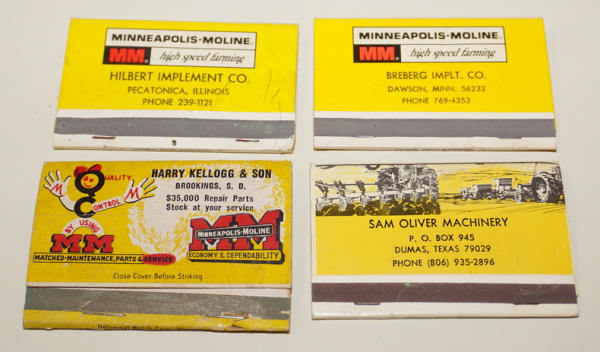 MINNEAPOLIS-MOLINE
MM high speed farming
HILBERT IMPLEMENT CO.
PECATONICA, ILLINOIS
PHONE 239-1121
MINNEAPOLIS-MOLINE
MM high speed farming
BREBERG IMPLT. CO.
DAWSON, MINN. 56232
PHONE 769-4353
QUALITY
M M
CONTROL
BY USING
MM
MATCHED-MAINTENANCE, PARTS & SERVICE
HARRY KELLOGG & SON
BROOKINGS, S. D.
$35,000 Repair Parts
Stock at your service.
MM
MINNEAPOLIS-MOLINE
ECONOMY & DEPENDABILITY
Close Cover Before Striking
Universal Match
SAM OLIVER MACHINERY
P. O. BOX 945
DUMAS, TEXAS 79029
PHONE (806) 935-2896